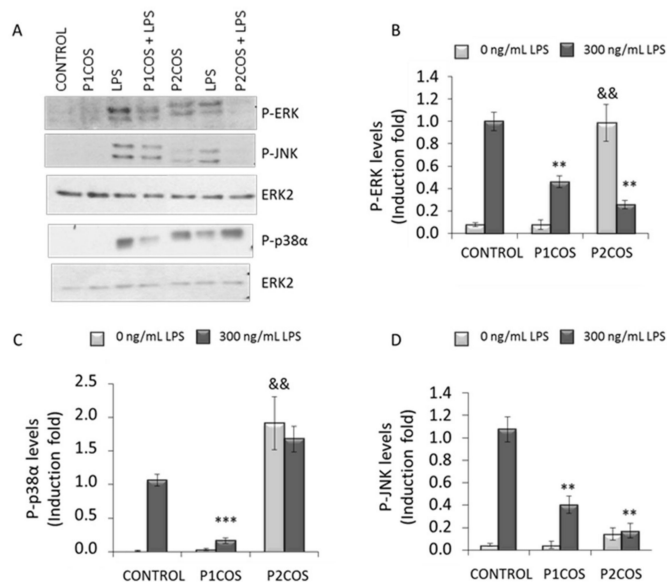 A
CONTROL
P1COS
LPS
P1COS + LPS
P2COS
LPS
P2COS + LPS
P-ERK
P-JNK
ERK2
P-p38α
ERK2
B
0 ng/mL LPS 300 ng/mL LPS
P-ERK levels
(Induction fold)
1.4
1.2
1.0
0.8
0.6
0.4
0.2
0.0
**
&&
**
CONTROL P1COS P2COS
C
0 ng/mL LPS 300 ng/mL LPS
P-p38α levels
(Induction fold)
2.5
2.0
1.5
1.0
0.5
0.0
***
&&
CONTROL P1COS P2COS
D
0 ng/mL LPS 300 ng/mL LPS
P-JNK levels
(Induction fold)
1.4
1.2
1.0
0.8
0.6
0.4
0.2
0
**
**
CONTROL P1COS P2COS